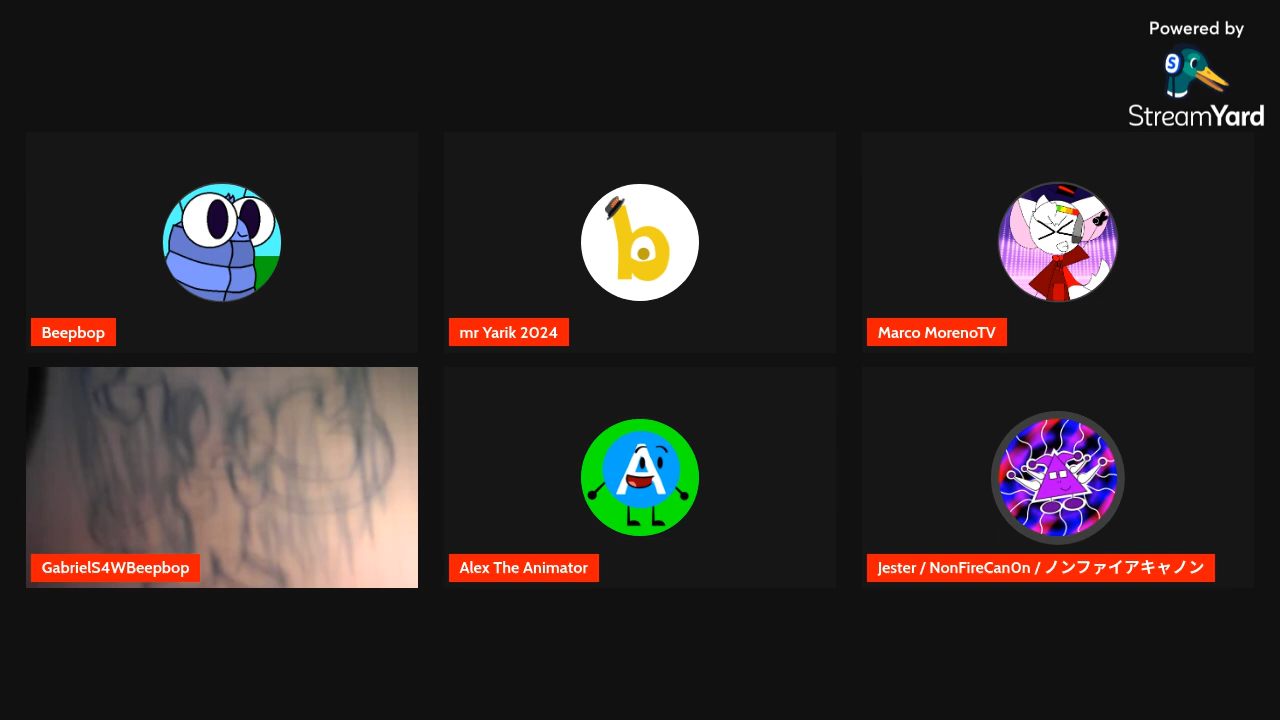 Powered by
StreamYard
Beepbop
mr Yarik 2024
Marco MorenoTV
GabrielS4WBeepbop
Alex The Animator
Jester / NonFireCan0n / ノンファイアキャノン